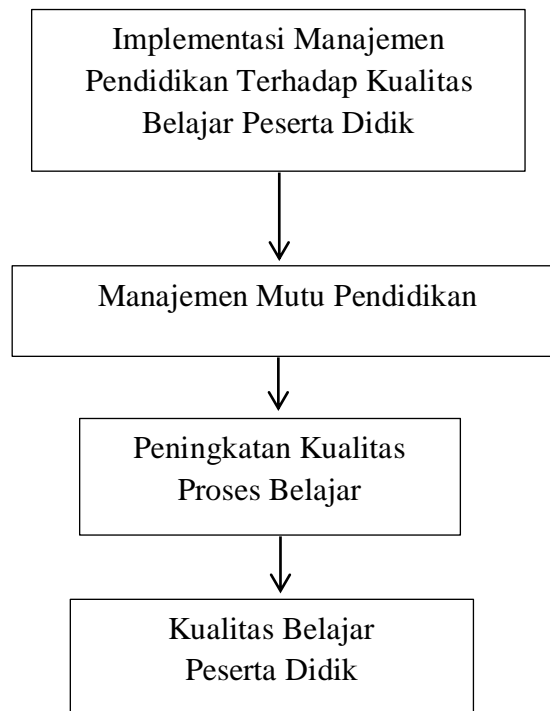 Implementasi Manajemen
Pendidikan Terhadap Kualitas
Belajar Peserta Didik
Manajemen Mutu Pendidikan
Peningkatan Kualitas
Proses Belajar
Kualitas Belajar
Peserta Didik